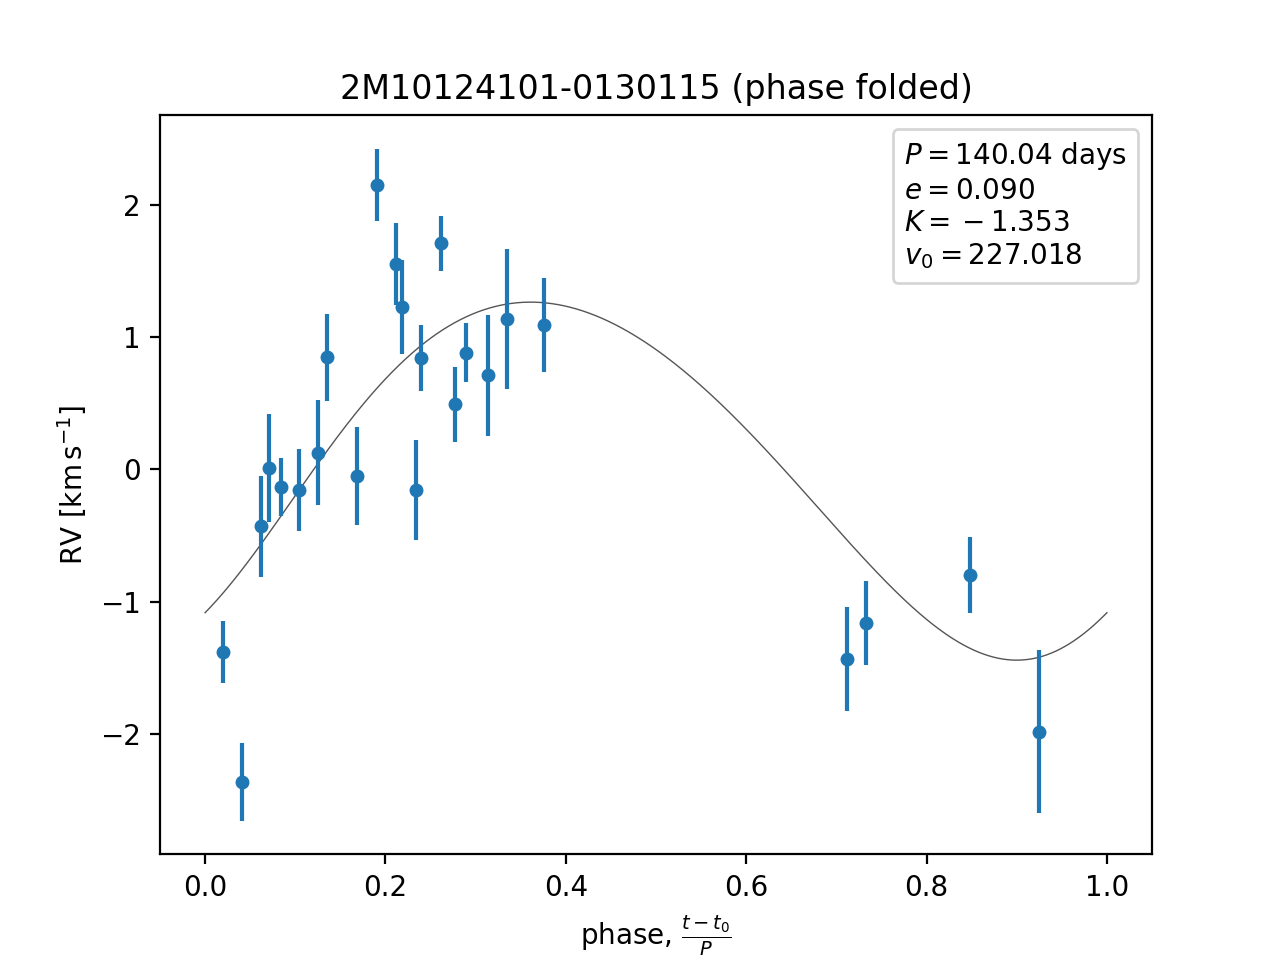 2M10124101-0130115 (phase folded)
P = 140.04 days
e = 0.090
K = −1.353
v₀ = 227.018
RV [km s⁻¹]
2
1
0
−1
−2
0.0 0.2 0.4 0.6 0.8 1.0
phase, (t − t₀)/P